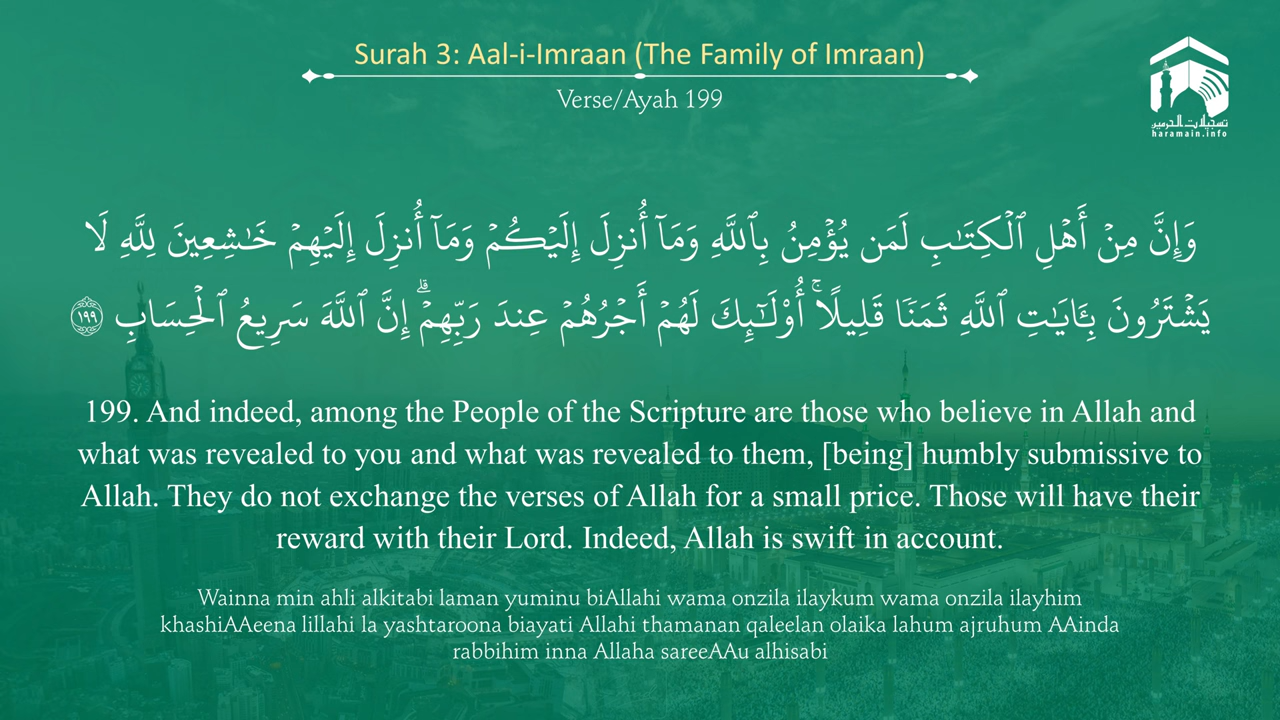 Surah 3: Aal-i-Imraan (The Family of Imraan)
Verse/Ayah 199
تسجيلات الحرمين
haramain.info
وَإِنَّ مِنۡ أَهۡلِ ٱلۡكِتَٰبِ لَمَن يُؤۡمِنُ بِٱللَّهِ وَمَآ أُنزِلَ إِلَيۡكُمۡ وَمَآ أُنزِلَ إِلَيۡهِمۡ خَٰشِعِينَ لِلَّهِ لَا
يَشۡتَرُونَ بِـَٔايَٰتِ ٱللَّهِ ثَمَنٗا قَلِيلًاۚ أُوْلَٰٓئِكَ لَهُمۡ أَجۡرُهُمۡ عِندَ رَبِّهِمۡۗ إِنَّ ٱللَّهَ سَرِيعُ ٱلۡحِسَابِ ١٩٩
199. And indeed, among the People of the Scripture are those who believe in Allah and
what was revealed to you and what was revealed to them, [being] humbly submissive to
Allah. They do not exchange the verses of Allah for a small price. Those will have their
reward with their Lord. Indeed, Allah is swift in account.
Wainna min ahli alkitabi laman yuminu biAllahi wama onzila ilaykum wama onzila ilayhim
khashiAAeena lillahi la yashtaroona biayati Allahi thamanan qaleelan olaika lahum ajruhum AAinda
rabbihim inna Allaha sareeAAu alhisabi